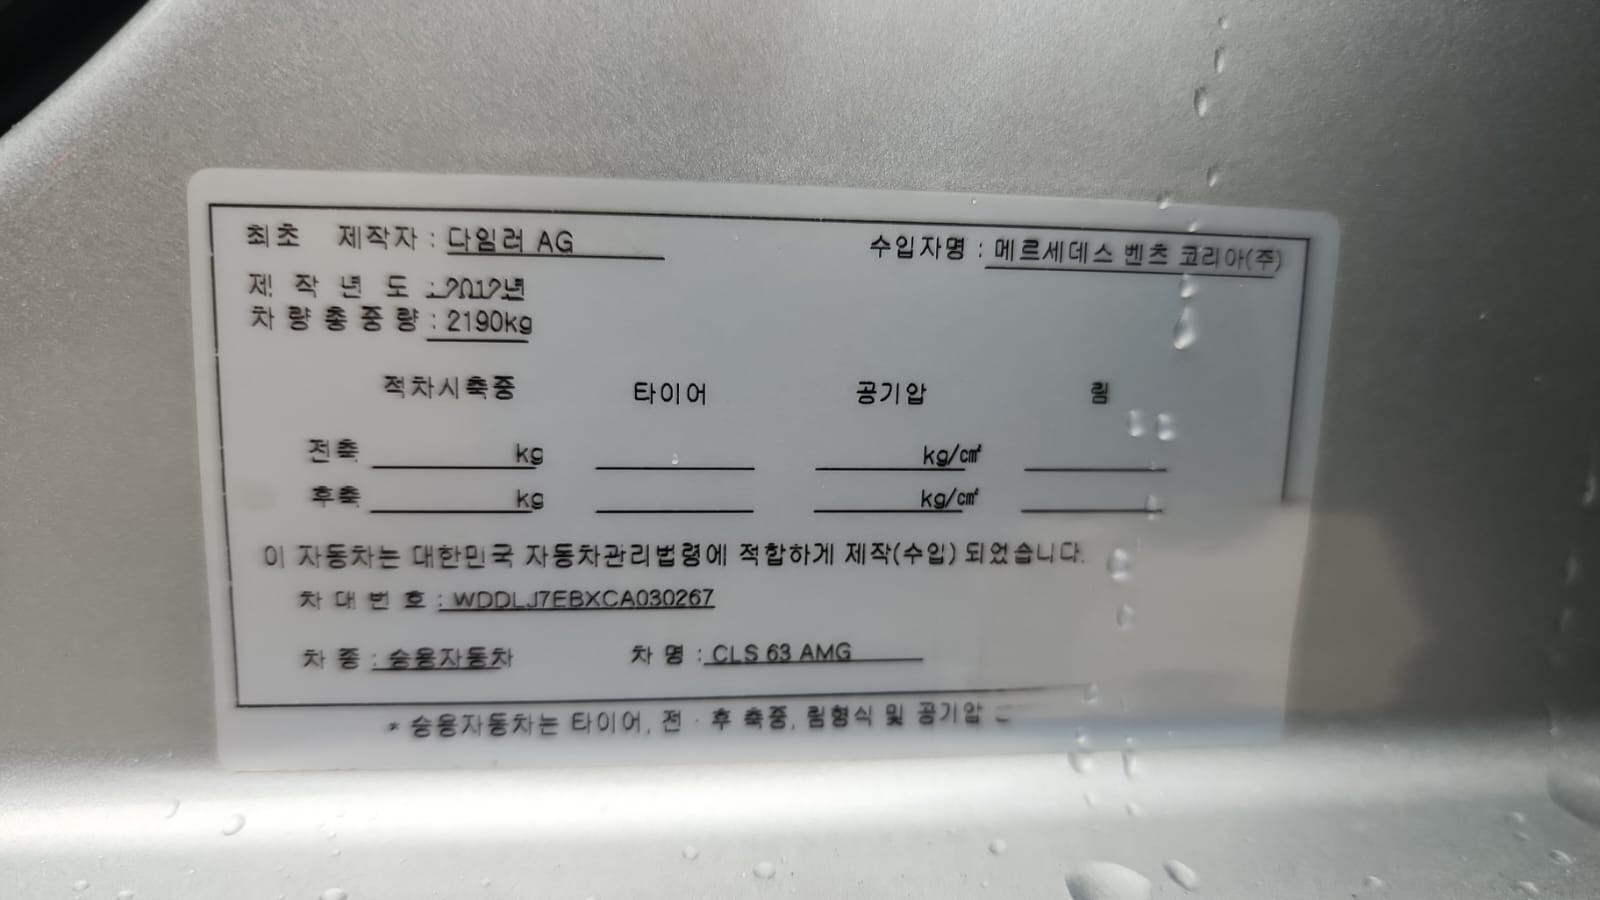 최초 제작자 : 다임러 AG 수입자명 : 메르세데스 벤츠 코리아(주)
제 작 년 도 : 2012년
차 량 총 중 량 : 2190kg
적차시축중 타이어 공기압 림
전축 kg kg/㎠
후축 kg kg/㎠
이 자동차는 대한민국 자동차관리법령에 적합하게 제작(수입) 되었습니다.
차 대 번 호 : WDDLJ7EBXCA030267
차 종 : 승용자동차 차 명 : CLS 63 AMG
* 승용자동차는 타이어, 전 · 후 축중, 림형식 및 공기압